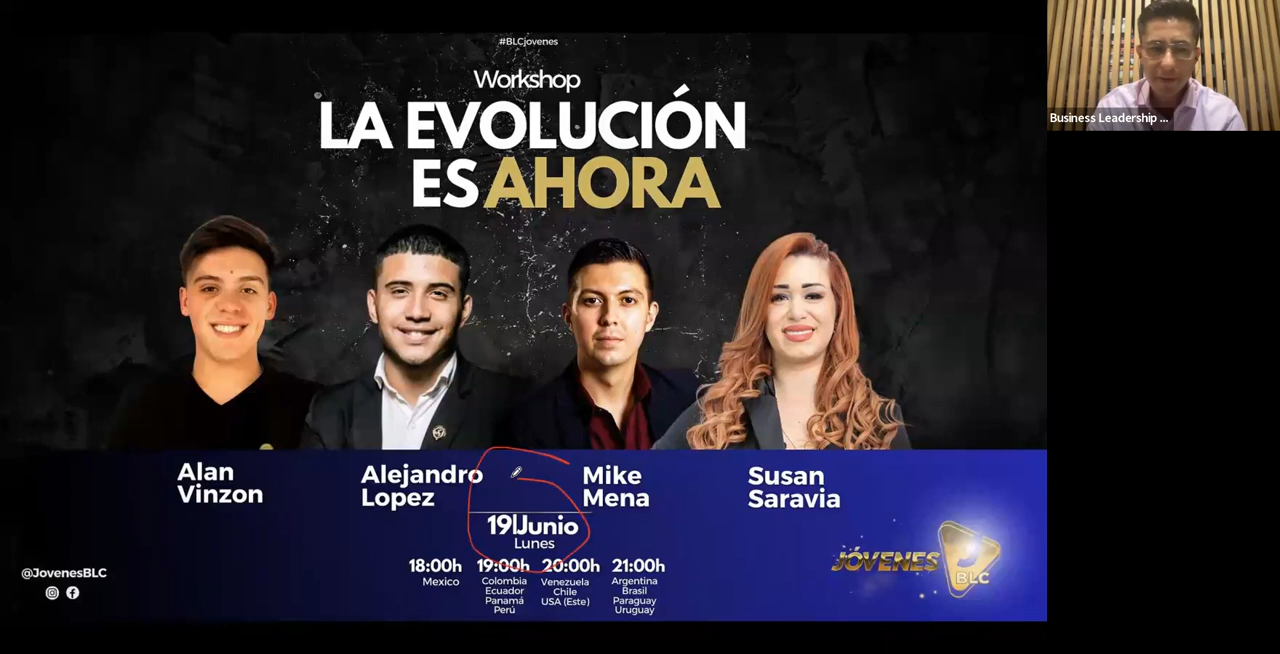 #BLCjovenes
Workshop
LA EVOLUCIÓN
ES AHORA
Business Leadership ...
Alan
Vinzon
Alejandro
Lopez
Mike
Mena
Susan
Saravia
19|Junio
Lunes
18:00h
Mexico
19:00h
Colombia
Ecuador
Panamá
Perú
20:00h
Venezuela
Chile
USA (Este)
21:00h
Argentina
Brasil
Paraguay
Uruguay
@JovenesBLC
JÓVENES
BLC